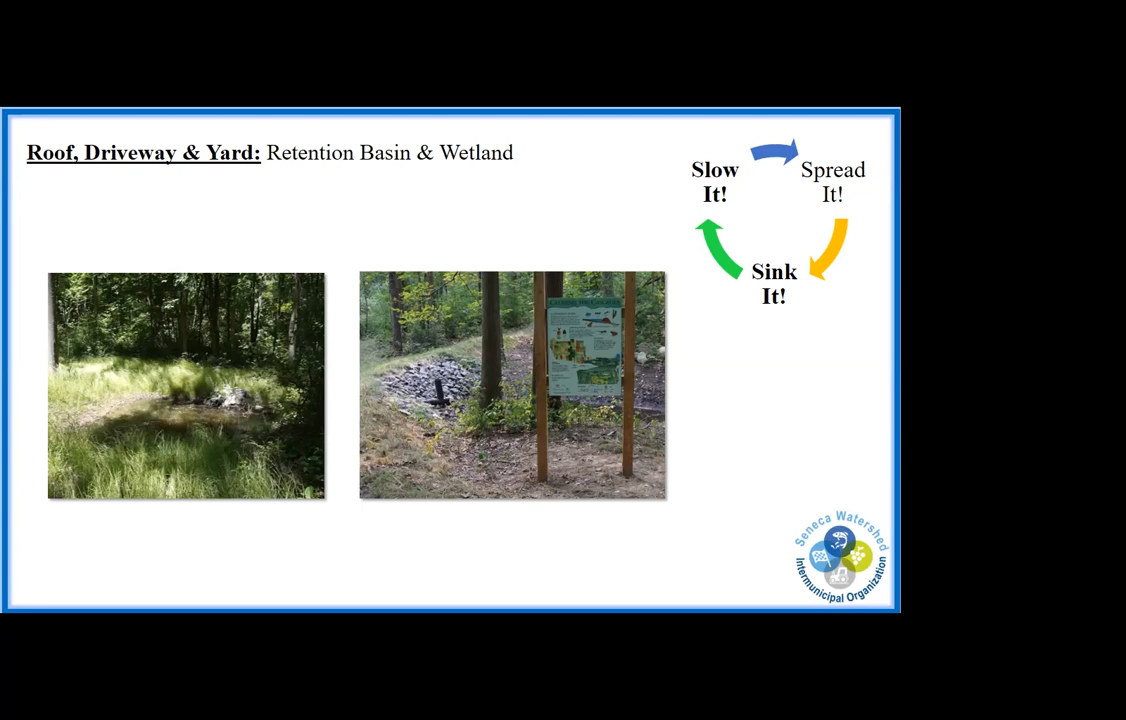 Roof, Driveway & Yard: Retention Basin & Wetland
Slow
It!
Spread
It!
Sink
It!
Seneca Watershed
Intermunicipal Organization